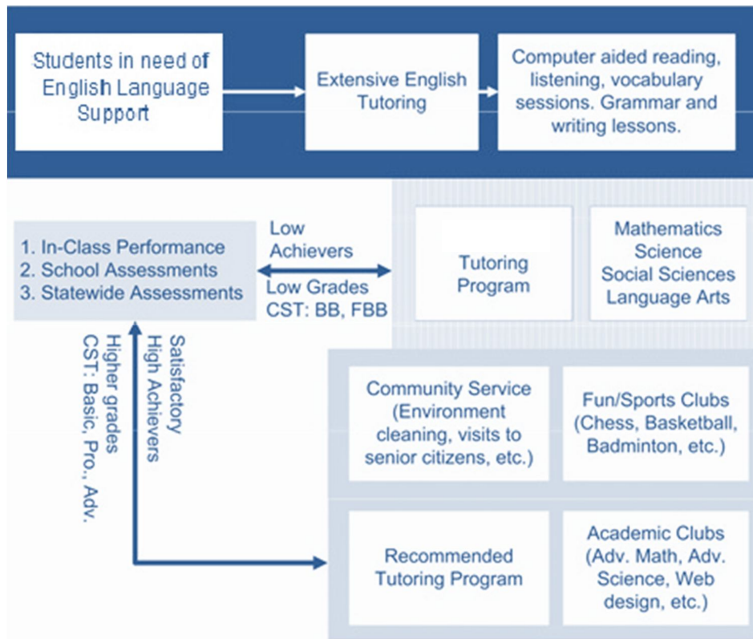 Students in need of
English Language
Support
Extensive English
Tutoring
Computer aided reading,
listening, vocabulary
sessions. Grammar and
writing lessons.
1. In-Class Performance
2. School Assessments
3. Statewide Assessments
Low
Achievers
Low Grades
CST: BB, FBB
Tutoring
Program
Mathematics
Science
Social Sciences
Language Arts
Satisfactory
High Achievers
Higher grades
CST: Basic, Pro., Adv.
Community Service
(Environment
cleaning, visits to
senior citizens, etc.)
Fun/Sports Clubs
(Chess, Basketball,
Badminton, etc.)
Recommended
Tutoring Program
Academic Clubs
(Adv. Math, Adv.
Science, Web
design, etc.)